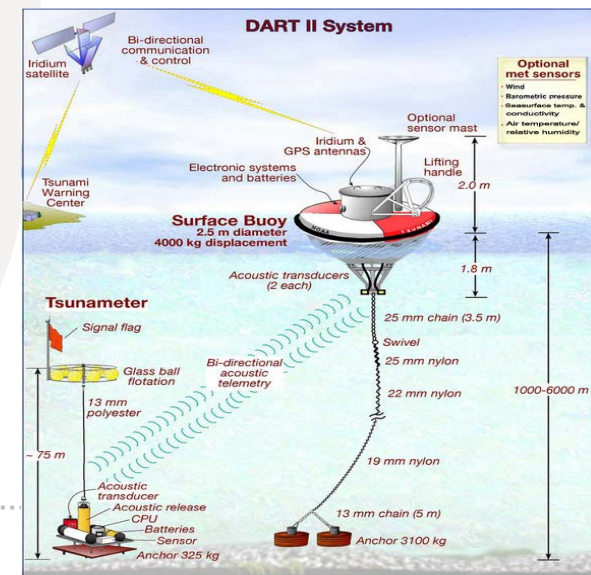 DART II System
Iridium
satellite
Bi-directional
communication
& control
Optional
met sensors
· Wind
· Barometric pressure
· Seasurface temp. &
conductivity
· Air temperature/
relative humidity
Optional
sensor mast
Iridium &
GPS antennas
Lifting
handle
Electronic systems
and batteries
2.0 m
Tsunami
Warning
Center
Surface Buoy
2.5 m diameter
4000 kg displacement
NOAA
TSUNAMI
1.8 m
Acoustic transducers
(2 each)
Tsunameter
Signal flag
25 mm chain (3.5 m)
Swivel
25 mm nylon
Glass ball
flotation
Bi-directional
acoustic
telemetry
22 mm nylon
1000-6000 m
13 mm
polyester
~ 75 m
19 mm nylon
Acoustic
transducer
Acoustic release
CPU
Batteries
Sensor
Anchor 325 kg
13 mm chain (5 m)
Anchor 3100 kg